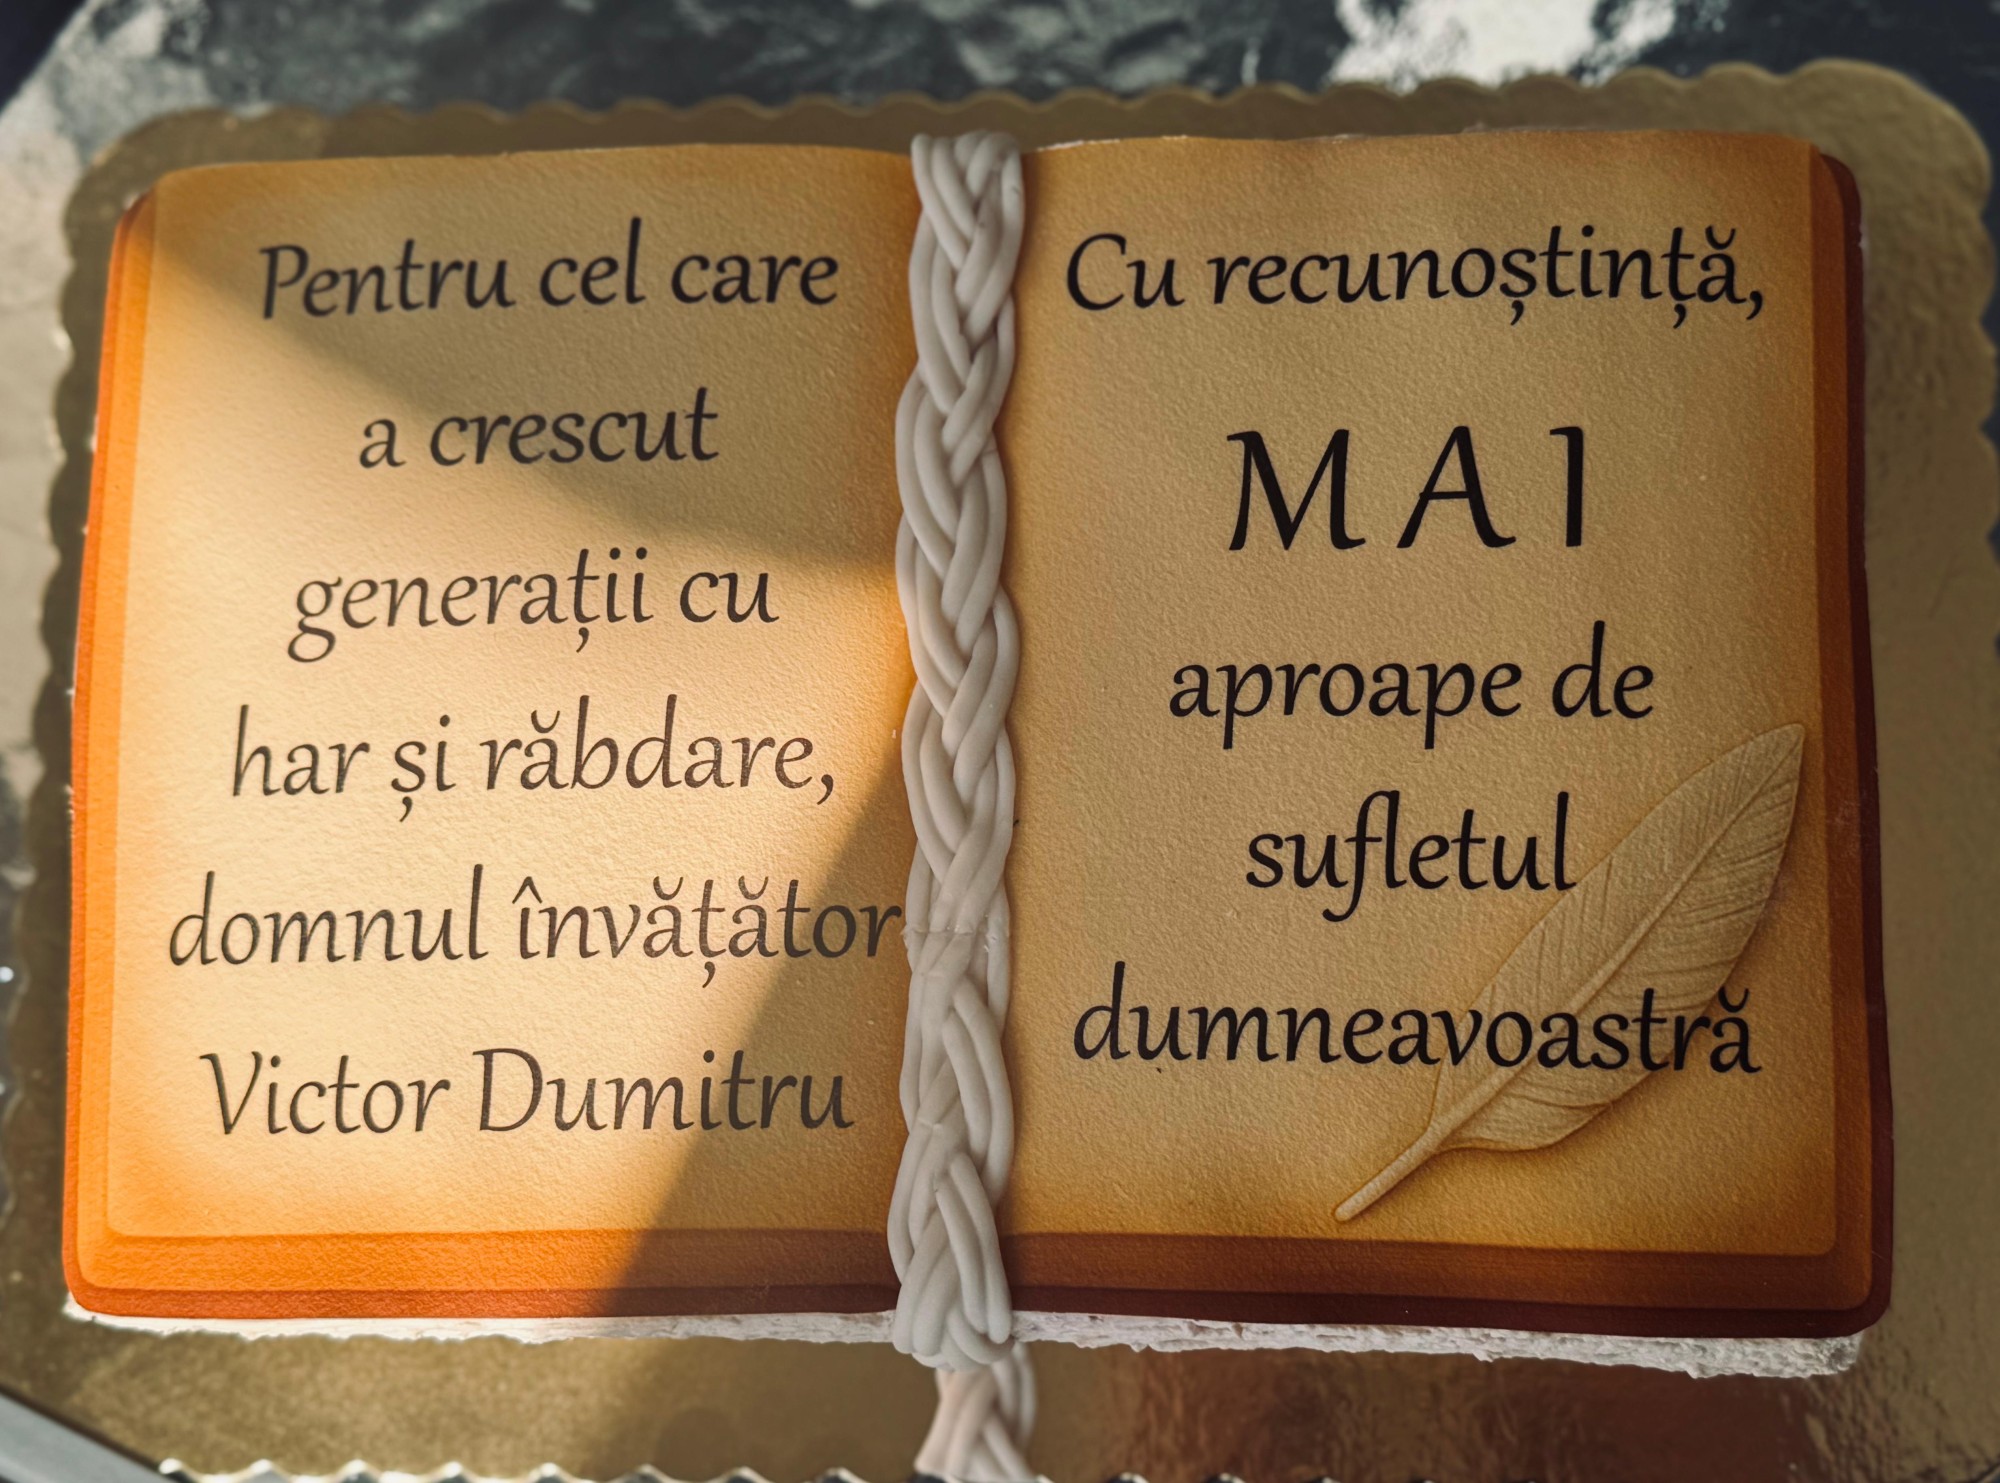 Pentru cel care
a crescut
generații cu
har și răbdare,
domnul învățător
Victor Dumitru
Cu recunoștință,
M A I
aproape de
sufletul
dumneavoastră